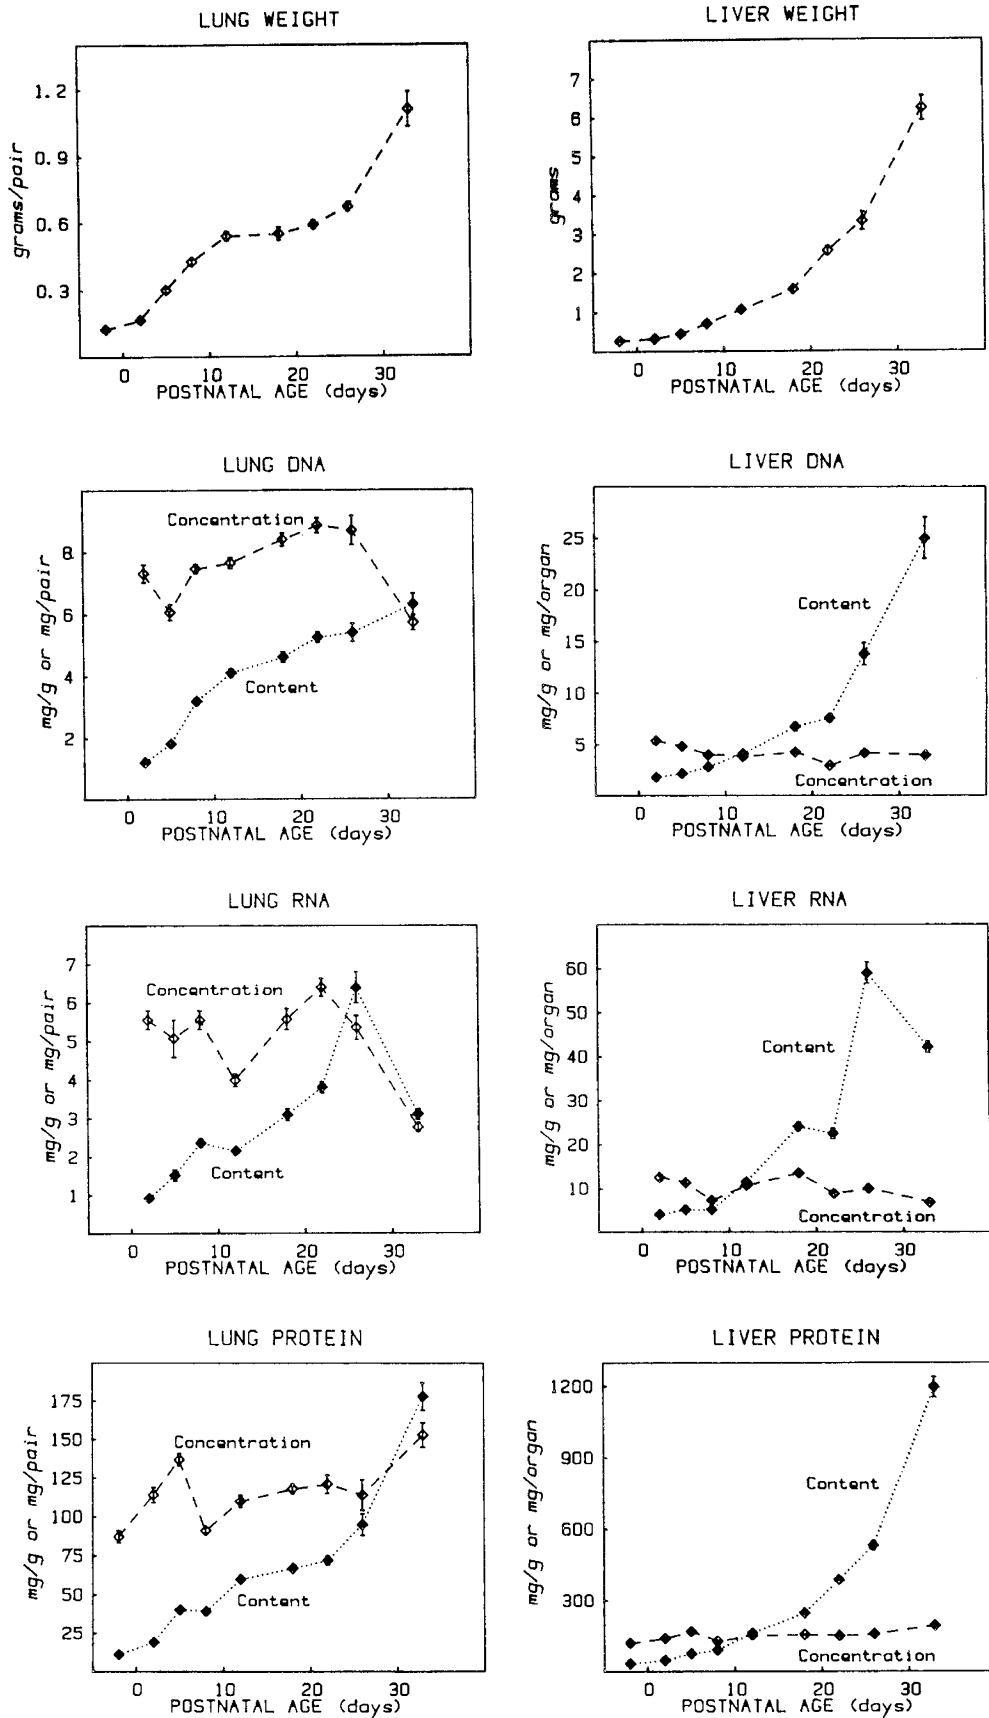 LUNG WEIGHT
1.2
0.9
0.6
0.3
grams/pair
0 10 20 30
POSTNATAL AGE (days)
LIVER WEIGHT
7
6
5
4
3
2
1
grams
0 10 20 30
POSTNATAL AGE (days)
LUNG DNA
Concentration
8
6
4
2
mg/g or mg/pair
Content
0 10 20 30
POSTNATAL AGE (days)
LIVER DNA
25
20
15
10
5
mg/g or mg/organ
Content
Concentration
0 10 20 30
POSTNATAL AGE (days)
LUNG RNA
7
6
5
4
3
2
1
mg/g or mg/pair
Concentration
Content
0 10 20 30
POSTNATAL AGE (days)
LIVER RNA
60
50
40
30
20
10
mg/g or mg/organ
Content
Concentration
0 10 20 30
POSTNATAL AGE (days)
LUNG PROTEIN
175
150
125
100
75
50
25
mg/g or mg/pair
Concentration
Content
0 10 20 30
POSTNATAL AGE (days)
LIVER PROTEIN
1200
900
600
300
mg/g or mg/organ
Content
Concentration
0 10 20 30
POSTNATAL AGE (days)